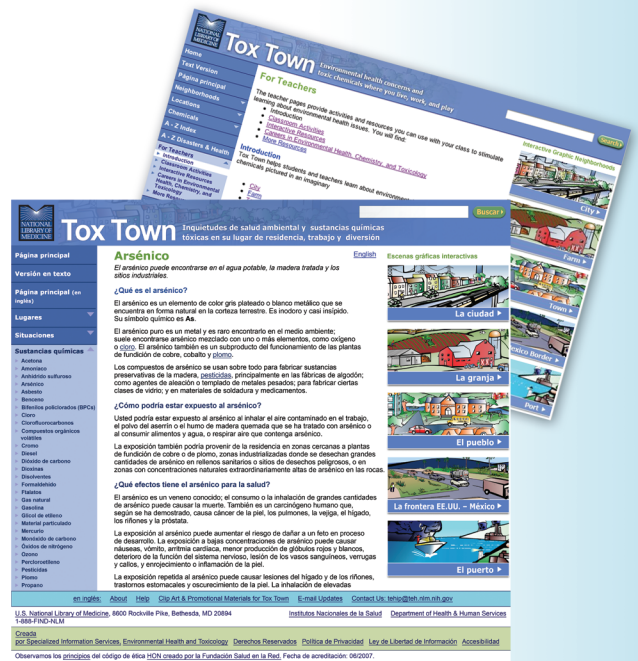 NATIONAL
LIBRARY OF
MEDICINE
Tox Town
Environmental health concerns and
toxic chemicals where you live, work, and play
Search
Home
Text Version
Página principal
Neighborhoods
Locations
Chemicals
A - Z Index
A - Z Disasters & Health
For Teachers
Introduction
Classroom Activities
Interactive Resources
Careers in Environmental
Health, Chemistry, and
Toxicology
For Teachers
The teacher pages provide activities and resources you can use with your class to stimulate
learning about environmental health issues. You will find:
Introduction
Classroom Activities
Interactive Resources
Careers in Environmental Health, Chemistry, and Toxicology
More Resources
Introduction
Tox Town helps students and teachers learn about
chemicals pictured in an imaginary
City
Farm
Interactive Graphic Neighborhoods
City
Farm
Town
Border
Port
NATIONAL
LIBRARY OF
MEDICINE
Tox Town
Inquietudes de salud ambiental y sustancias químicas
tóxicas en su lugar de residencia, trabajo y diversión
Buscar
Página principal
Versión en texto
Página principal (en
inglés)
Lugares
Situaciones
Sustancias químicas
Acetona
Amoníaco
Anhídrido sulfuroso
Arsénico
Asbesto
Benceno
Bifenilos policlorados (BPCs)
Cloro
Clorofluorocarbonos
Compuestos orgánicos
volátiles
Cromo
Diesel
Dióxido de carbono
Dioxinas
Disolventes
Formaldehído
Ftalatos
Gas natural
Gasolina
Glicol de etileno
Material particulado
Mercurio
Monóxido de carbono
Óxidos de nitrógeno
Ozono
Percloroetileno
Pesticidas
Plomo
Propano
Arsénico
English
El arsénico puede encontrarse en el agua potable, la madera tratada y los
sitios industriales.
¿Qué es el arsénico?
El arsénico es un elemento de color gris plateado o blanco metálico que se
encuentra en forma natural en la corteza terrestre. Es inodoro y casi insípido.
Su símbolo químico es As.
El arsénico puro es un metal y es raro encontrarlo en el medio ambiente;
suele encontrarse arsénico mezclado con uno o más elementos, como oxígeno
o cloro. El arsénico también es un subproducto del funcionamiento de las plantas
de fundición de cobre, cobalto y plomo.
Los compuestos de arsénico se usan sobre todo para fabricar sustancias
preservativas de la madera, pesticidas, principalmente en las fábricas de algodón;
como agentes de aleación o templado de metales pesados; para fabricar ciertas
clases de vidrio; y en materiales de soldadura y medicamentos.
¿Cómo podría estar expuesto al arsénico?
Usted podría estar expuesto al arsénico al inhalar el aire contaminado en el trabajo,
el polvo del aserrín o el humo de madera quemada que se ha tratado con arsénico o
al consumir alimentos y agua, o respirar aire que contenga arsénico.
La exposición también podría provenir de la residencia en zonas cercanas a plantas
de fundición de cobre o de plomo, zonas industrializadas donde se desechan grandes
cantidades de arsénico en rellenos sanitarios o sitios de desechos peligrosos, o en
zonas con concentraciones naturales extraordinariamente altas de arsénico en las rocas.
¿Qué efectos tiene el arsénico para la salud?
El arsénico es un veneno conocido; el consumo o la inhalación de grandes cantidades
de arsénico puede causar la muerte. También es un carcinógeno humano que,
según se ha demostrado, causa cáncer de la piel, los pulmones, la vejiga, el hígado,
los riñones y la próstata.
La exposición al arsénico puede aumentar el riesgo de dañar a un feto en proceso
de desarrollo. La exposición a bajas concentraciones de arsénico puede causar
náuseas, vómito, arritmia cardíaca, menor producción de glóbulos rojos y blancos,
deterioro de la función del sistema nervioso, lesión de los vasos sanguíneos, verrugas
y callos, y enrojecimiento o inflamación de la piel.
La exposición repetida al arsénico puede causar lesiones del hígado y de los riñones,
trastornos estomacales y oscurecimiento de la piel. La inhalación de elevadas
Escenas gráficas interactivas
La ciudad
La granja
El pueblo
La frontera EE.UU. – México
El puerto
en inglés: About Help Clip Art & Promotional Materials for Tox Town E-mail Updates Contact Us: tehip@teh.nlm.nih.gov
U.S. National Library of Medicine, 8600 Rockville Pike, Bethesda, MD 20894 Institutos Nacionales de la Salud Department of Health & Human Services
1-888-FIND-NLM
Creada
por Specialized Information Services, Environmental Health and Toxicology Derechos Reservados Política de Privacidad Ley de Libertad de Información Accesibilidad
Observamos los principios del código de ética HON creado por la Fundación Salud en la Red. Fecha de acreditación: 06/2007.